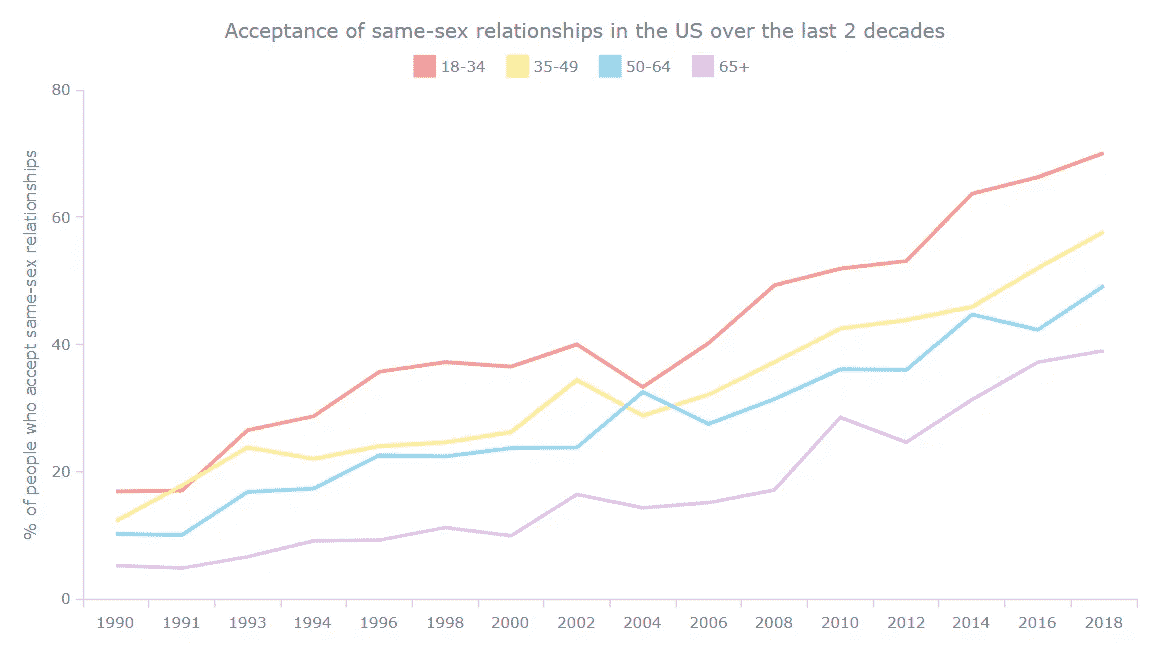 Acceptance of same-sex relationships in the US over the last 2 decades
18-34 35-49 50-64 65+
% of people who accept same-sex relationships
80
60
40
20
0
1990 1991 1993 1994 1996 1998 2000 2002 2004 2006 2008 2010 2012 2014 2016 2018